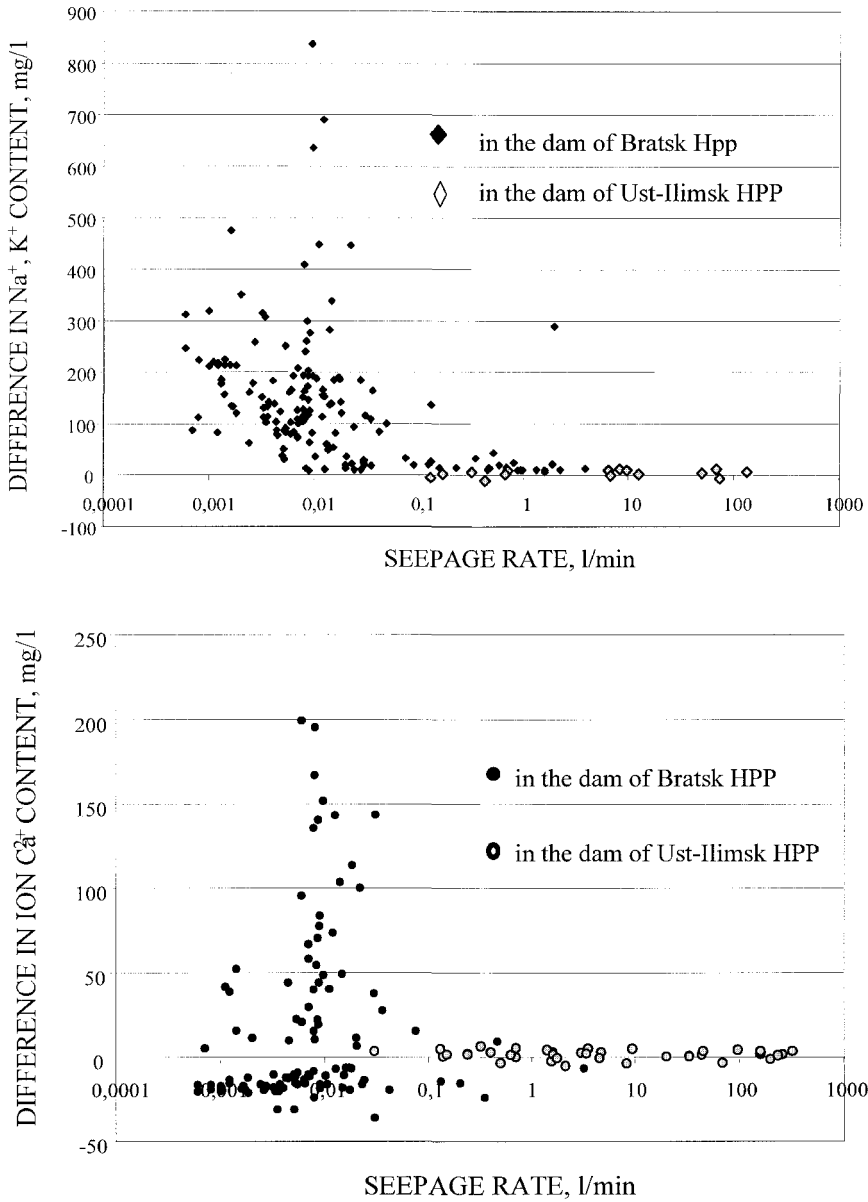 900
800
700
600
500
400
300
200
100
0
-100
DIFFERENCE IN Na⁺, K⁺ CONTENT, mg/1
in the dam of Bratsk Hpp
in the dam of Ust-Ilimsk HPP
0,0001 0,001 0,01 0,1 1 10 100 1000
SEEPAGE RATE, l/min
250
200
150
100
50
0
-50
DIFFERENCE IN ION Ca²⁺ CONTENT, mg/1
in the dam of Bratsk HPP
in the dam of Ust-Ilimsk HPP
0,0001 0,001 0,01 0,1 1 10 100 1000
SEEPAGE RATE, l/min